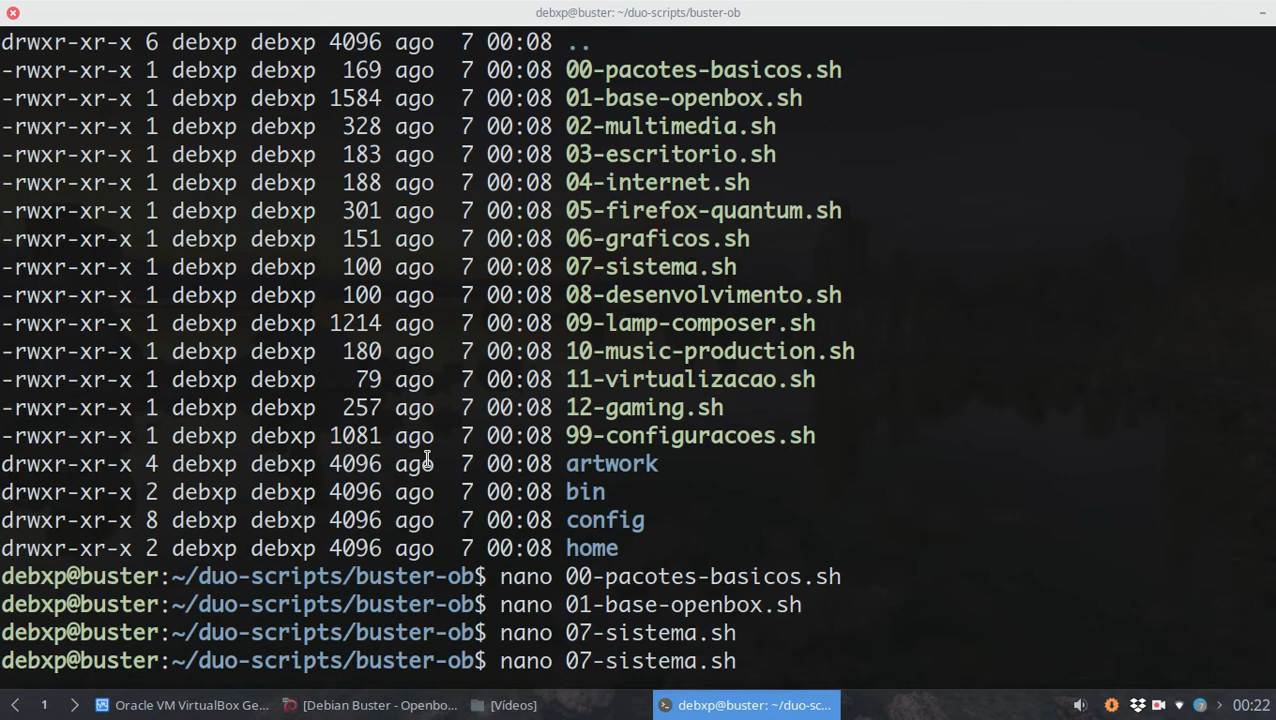 debxp@buster: ~/duo-scripts/buster-ob
drwxr-xr-x 6 debxp debxp 4096 ago  7 00:08 ..
-rwxr-xr-x 1 debxp debxp  169 ago  7 00:08 00-pacotes-basicos.sh
-rwxr-xr-x 1 debxp debxp 1584 ago  7 00:08 01-base-openbox.sh
-rwxr-xr-x 1 debxp debxp  328 ago  7 00:08 02-multimedia.sh
-rwxr-xr-x 1 debxp debxp  183 ago  7 00:08 03-escritorio.sh
-rwxr-xr-x 1 debxp debxp  188 ago  7 00:08 04-internet.sh
-rwxr-xr-x 1 debxp debxp  301 ago  7 00:08 05-firefox-quantum.sh
-rwxr-xr-x 1 debxp debxp  151 ago  7 00:08 06-graficos.sh
-rwxr-xr-x 1 debxp debxp  100 ago  7 00:08 07-sistema.sh
-rwxr-xr-x 1 debxp debxp  100 ago  7 00:08 08-desenvolvimento.sh
-rwxr-xr-x 1 debxp debxp 1214 ago  7 00:08 09-lamp-composer.sh
-rwxr-xr-x 1 debxp debxp  180 ago  7 00:08 10-music-production.sh
-rwxr-xr-x 1 debxp debxp   79 ago  7 00:08 11-virtualizacao.sh
-rwxr-xr-x 1 debxp debxp  257 ago  7 00:08 12-gaming.sh
-rwxr-xr-x 1 debxp debxp 1081 ago  7 00:08 99-configuracoes.sh
drwxr-xr-x 4 debxp debxp 4096 ago  7 00:08 artwork
drwxr-xr-x 2 debxp debxp 4096 ago  7 00:08 bin
drwxr-xr-x 8 debxp debxp 4096 ago  7 00:08 config
drwxr-xr-x 2 debxp debxp 4096 ago  7 00:08 home
debxp@buster:~/duo-scripts/buster-ob$ nano 00-pacotes-basicos.sh
debxp@buster:~/duo-scripts/buster-ob$ nano 01-base-openbox.sh
debxp@buster:~/duo-scripts/buster-ob$ nano 07-sistema.sh
debxp@buster:~/duo-scripts/buster-ob$ nano 07-sistema.sh
1 Oracle VM VirtualBox Ge... [Debian Buster - Openbo... [Vídeos] debxp@buster: ~/duo-sc... 00:22